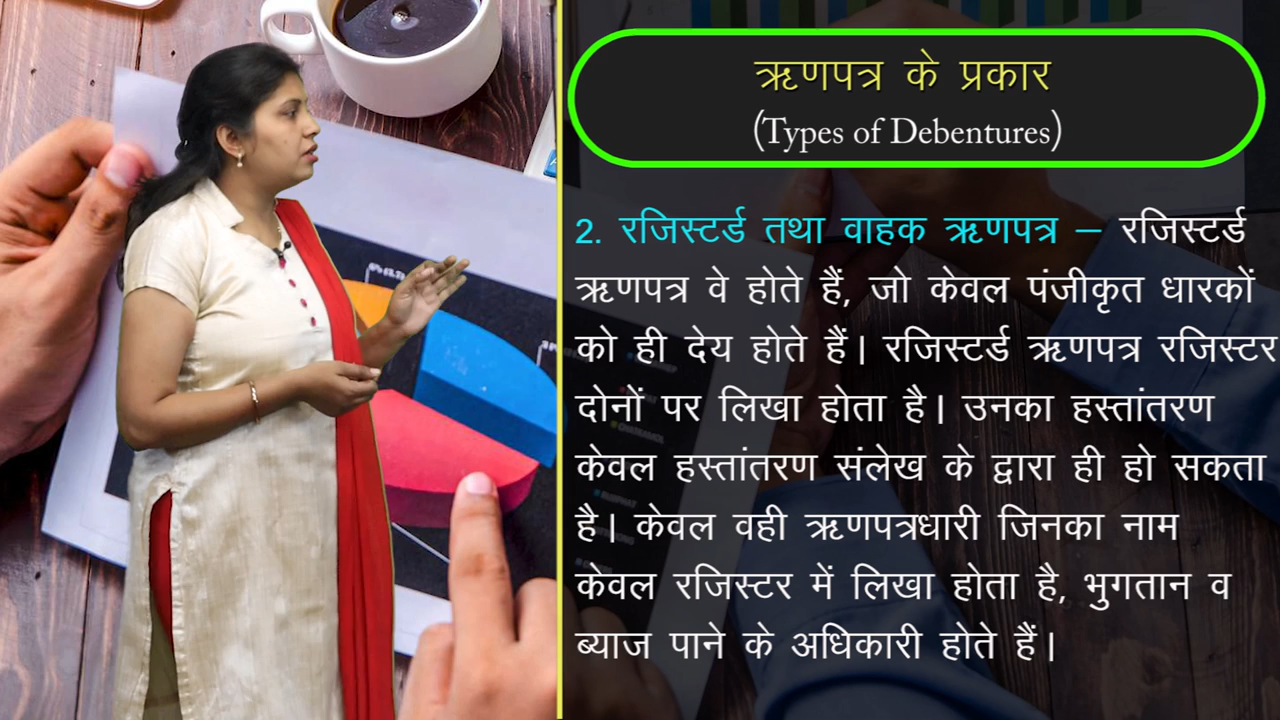 ऋणपत्र के प्रकार
(Types of Debentures)
2. रजिस्टर्ड तथा वाहक ऋणपत्र – रजिस्टर्ड
ऋणपत्र वे होते हैं, जो केवल पंजीकृत धारकों
को ही देय होते हैं। रजिस्टर्ड ऋणपत्र रजिस्टर
दोनों पर लिखा होता है। उनका हस्तांतरण
केवल हस्तांतरण संलेख के द्वारा ही हो सकता
है। केवल वही ऋणपत्रधारी जिनका नाम
केवल रजिस्टर में लिखा होता है, भुगतान व
ब्याज पाने के अधिकारी होते हैं।